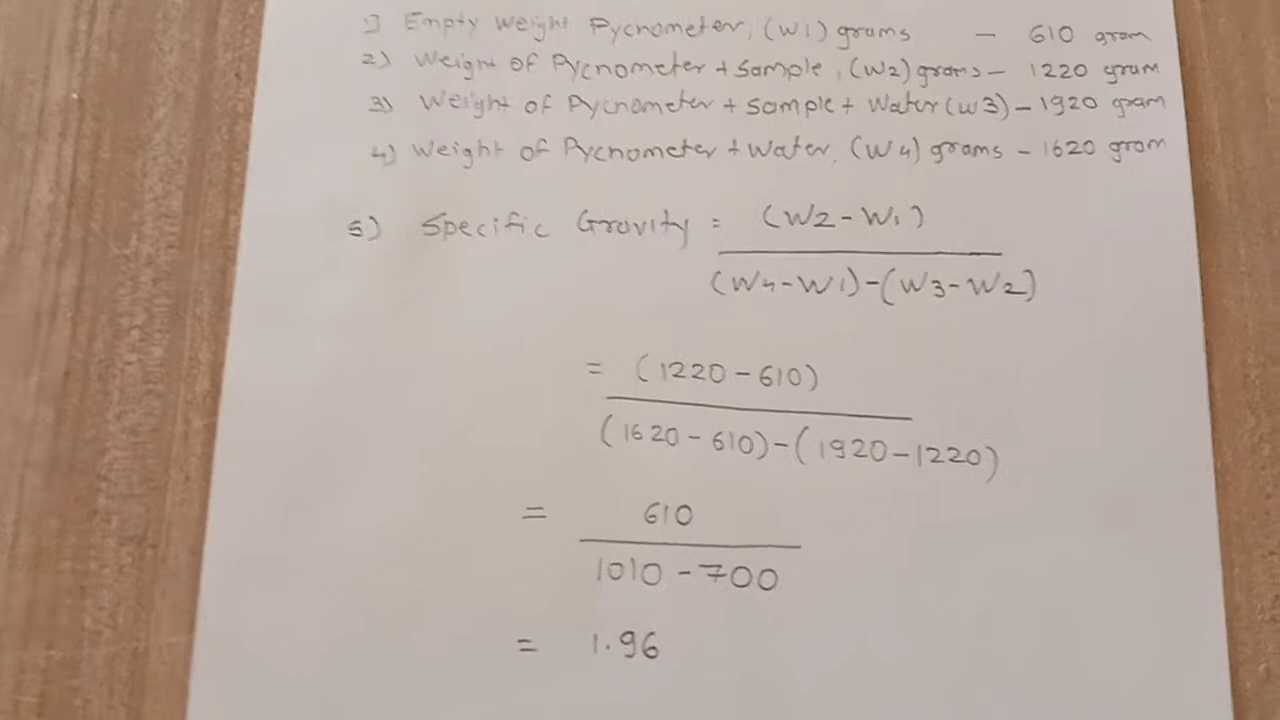 1) Empty Weight Pycnometer, (W1) grams - 610 gram
2) Weight of Pycnometer + Sample, (W2) grams - 1220 gram
3) Weight of Pycnometer + Sample + Water (W3) - 1920 gram
4) Weight of Pycnometer + Water, (W4) grams - 1620 gram
5) Specific Gravity = (W2 - W1)
(W4 - W1) - (W3 - W2)
= (1220 - 610)
(1620 - 610) - (1920 - 1220)
= 610
1010 - 700
= 1.96